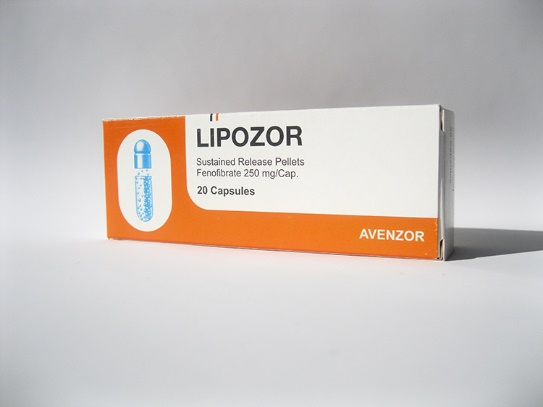 LIPOZOR
Sustained Release Pellets
Fenofibrate 250 mg/Cap.
20 Capsules
AVENZOR